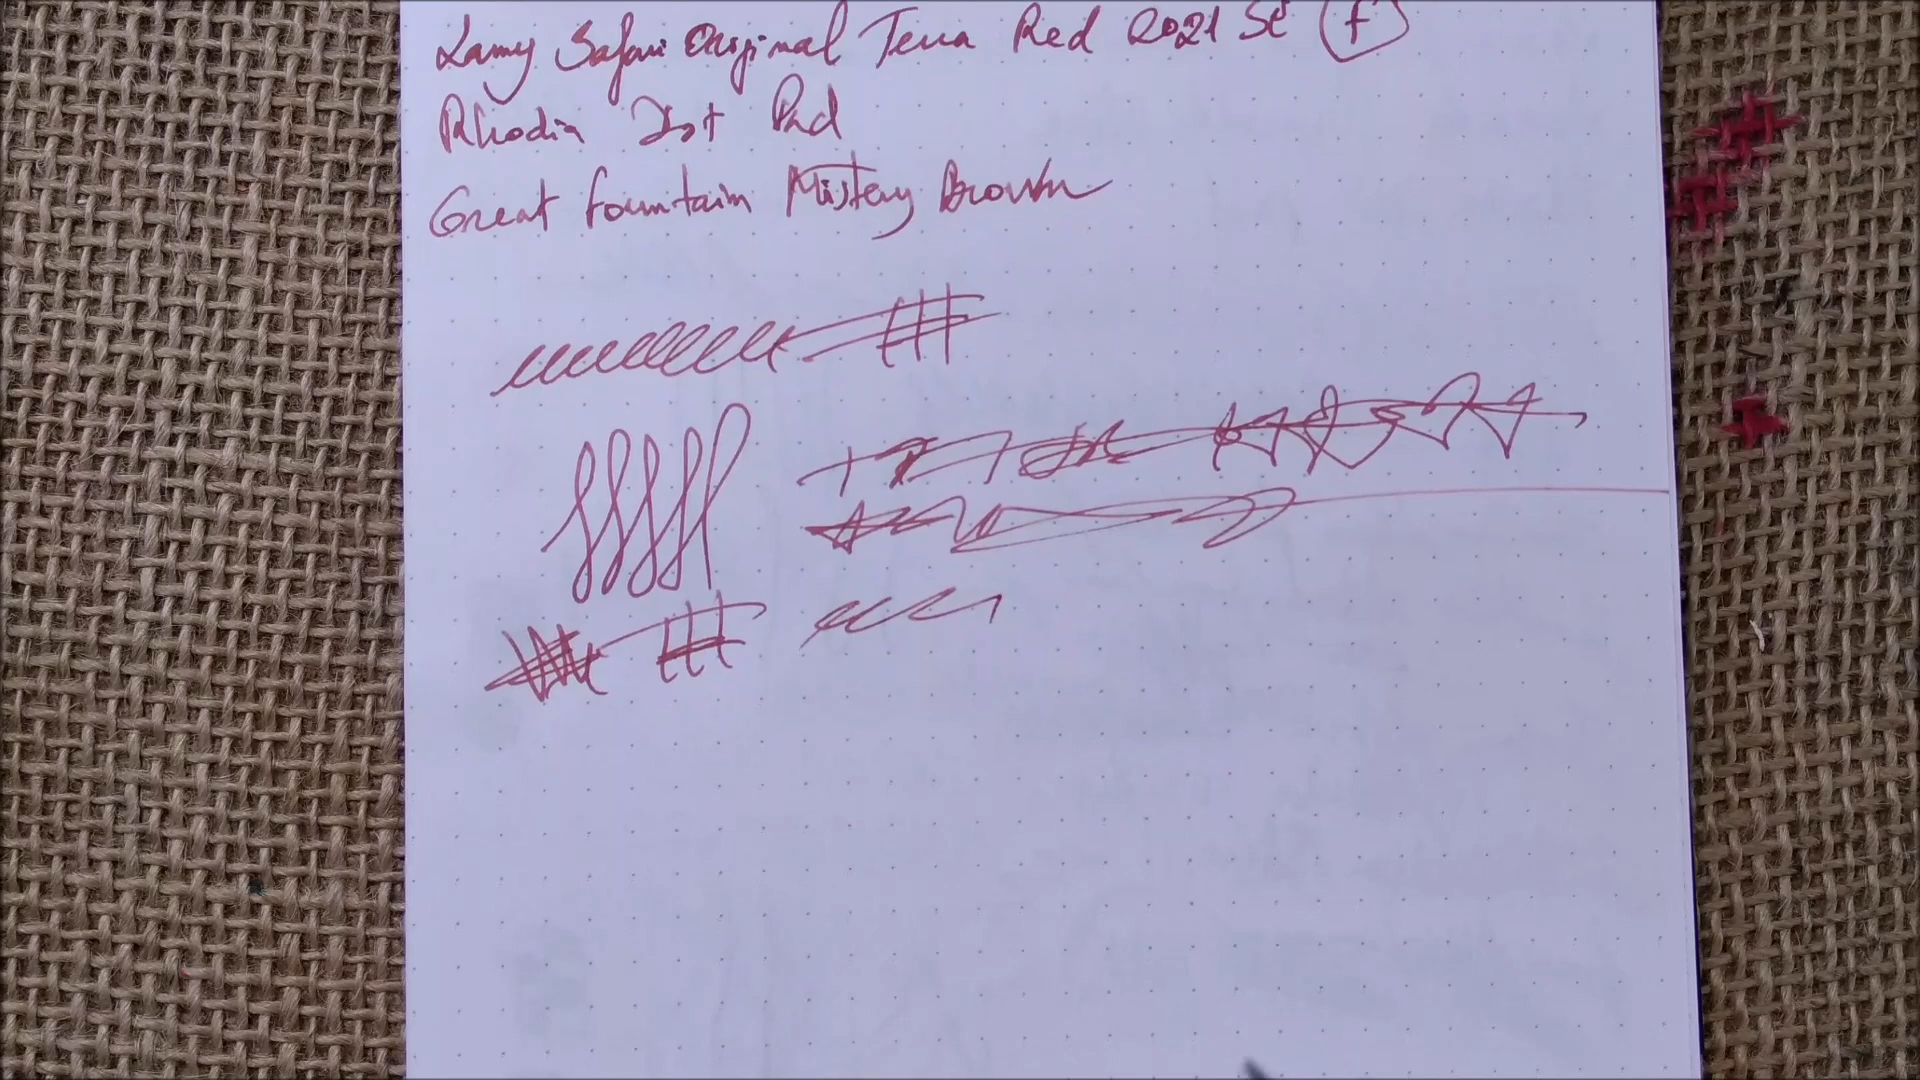 Lamy Safari Original Terra Red 2021 SE F
Rhodia Dot Pad
Great Fountain Mistery Brown